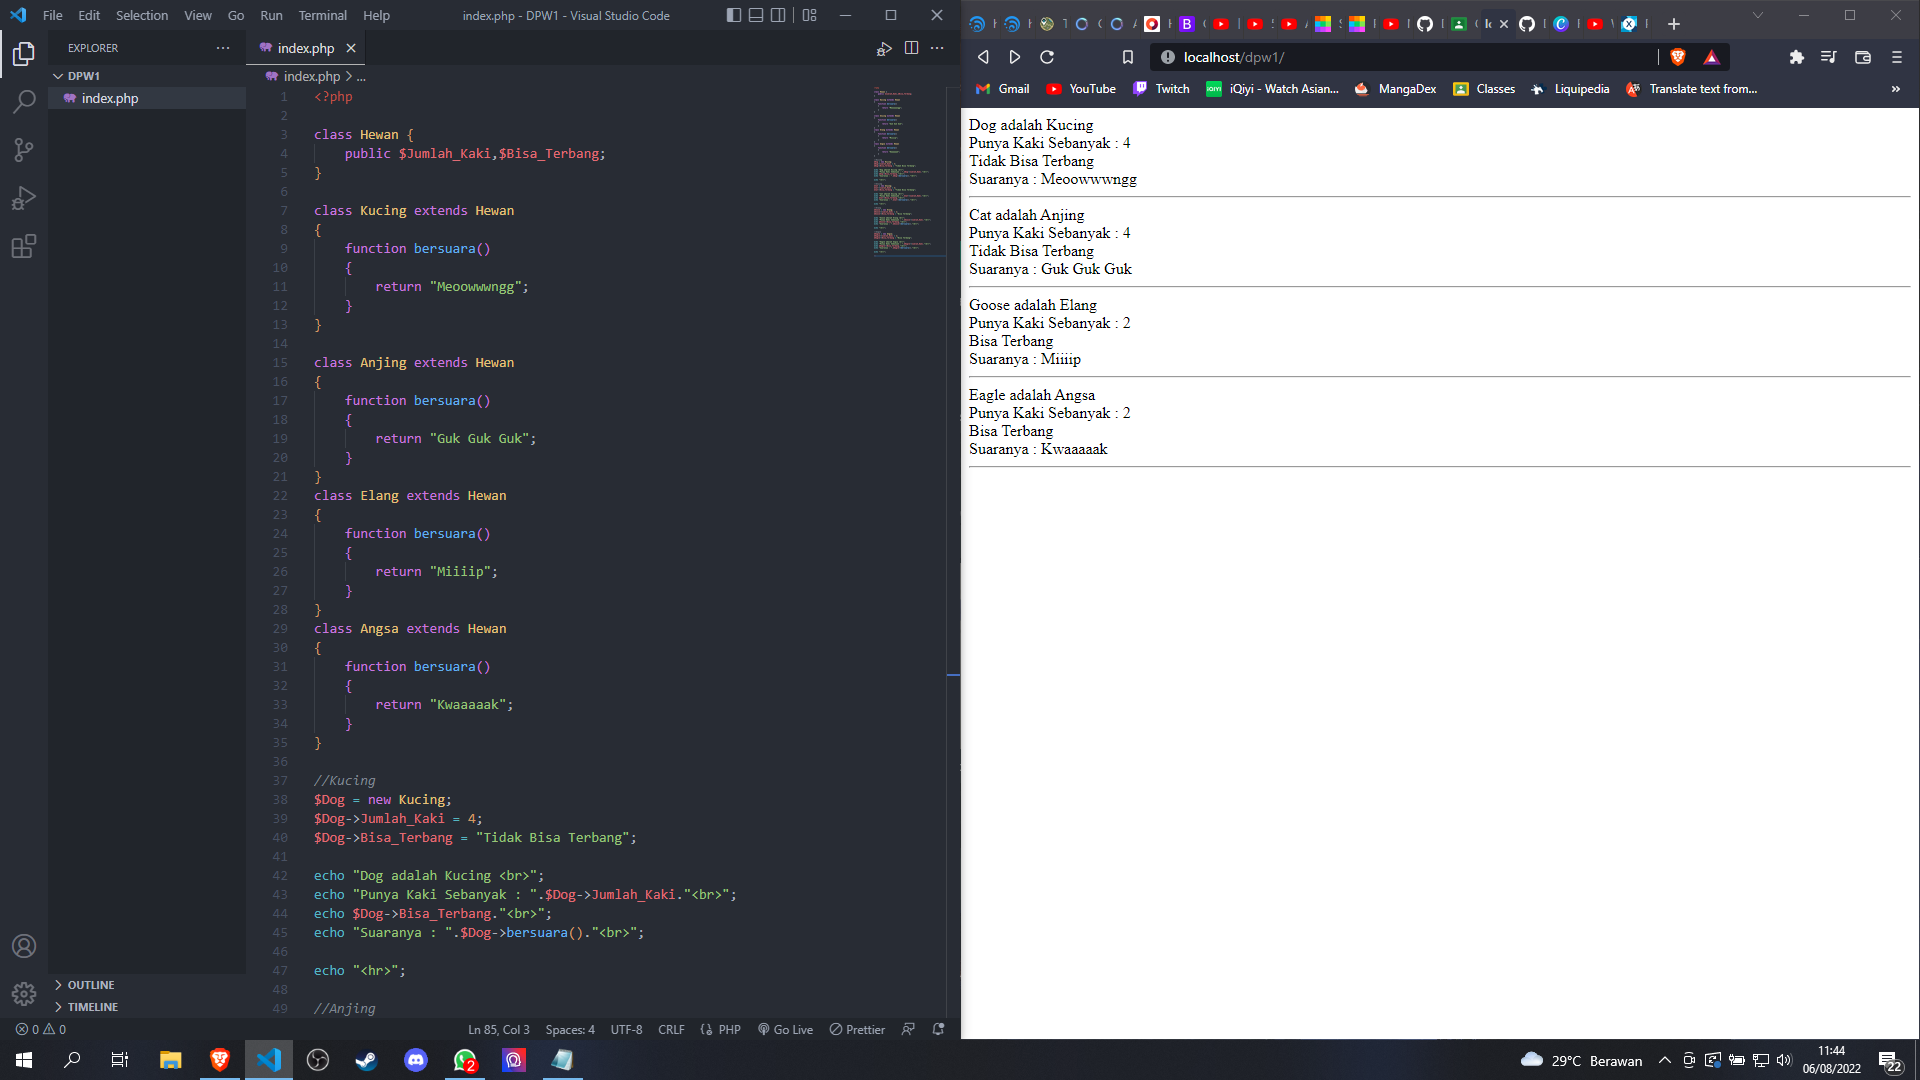 File Edit Selection View Go Run Terminal Help
index.php - DPW1 - Visual Studio Code
EXPLORER
DPW1
index.php
index.php
index.php > ...
1 <?php
2
3 class Hewan {
4 public $Jumlah_Kaki,$Bisa_Terbang;
5 }
6
7 class Kucing extends Hewan
8 {
9 function bersuara()
10 {
11 return "Meoowwwngg";
12 }
13 }
14
15 class Anjing extends Hewan
16 {
17 function bersuara()
18 {
19 return "Guk Guk Guk";
20 }
21 }
22 class Elang extends Hewan
23 {
24 function bersuara()
25 {
26 return "Miiiip";
27 }
28 }
29 class Angsa extends Hewan
30 {
31 function bersuara()
32 {
33 return "Kwaaaaak";
34 }
35 }
36
37 //Kucing
38 $Dog = new Kucing;
39 $Dog->Jumlah_Kaki = 4;
40 $Dog->Bisa_Terbang = "Tidak Bisa Terbang";
41
42 echo "Dog adalah Kucing <br>";
43 echo "Punya Kaki Sebanyak : ".$Dog->Jumlah_Kaki."<br>";
44 echo $Dog->Bisa_Terbang."<br>";
45 echo "Suaranya : ".$Dog->bersuara()."<br>";
46
47 echo "<hr>";
48
49 //Anjing
OUTLINE
TIMELINE
0 0
Ln 85, Col 3 Spaces: 4 UTF-8 CRLF PHP Go Live Prettier
localhost/dpw1/
Gmail YouTube Twitch iQiyi - Watch Asian... MangaDex Classes Liquipedia Translate text from... »
Dog adalah Kucing
Punya Kaki Sebanyak : 4
Tidak Bisa Terbang
Suaranya : Meoowwwngg
Cat adalah Anjing
Punya Kaki Sebanyak : 4
Tidak Bisa Terbang
Suaranya : Guk Guk Guk
Goose adalah Elang
Punya Kaki Sebanyak : 2
Bisa Terbang
Suaranya : Miiiip
Eagle adalah Angsa
Punya Kaki Sebanyak : 2
Bisa Terbang
Suaranya : Kwaaaaak
2
29°C Berawan
11:44
06/08/2022
22